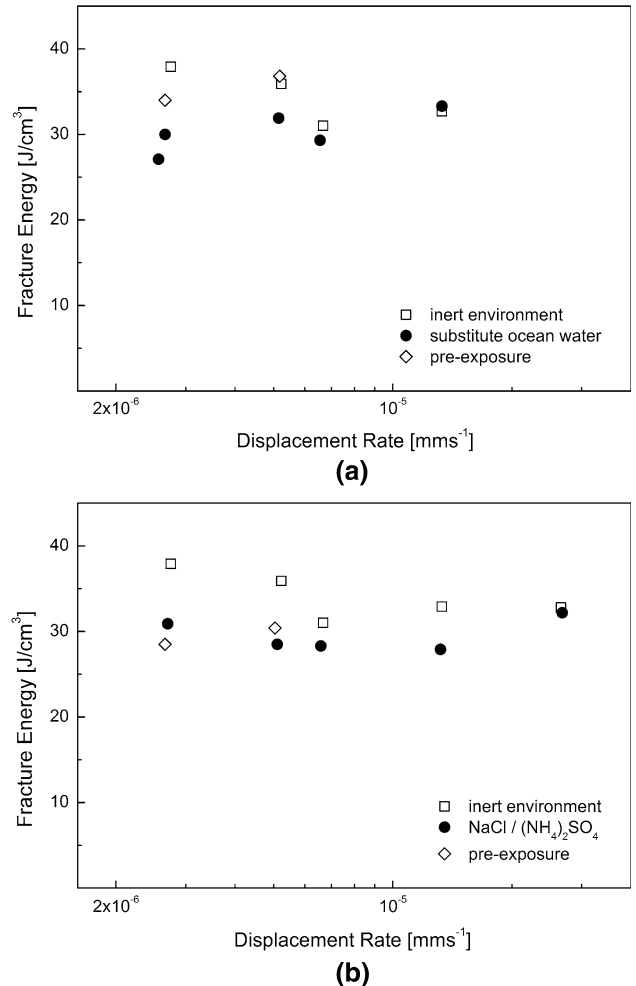 40
30
20
10
Fracture Energy [J/cm³]
inert environment
substitute ocean water
pre-exposure
2x10⁻⁶
10⁻⁵
Displacement Rate [mms⁻¹]
(a)
40
30
20
10
Fracture Energy [J/cm³]
inert environment
NaCl / (NH₄)₂SO₄
pre-exposure
2x10⁻⁶
10⁻⁵
Displacement Rate [mms⁻¹]
(b)